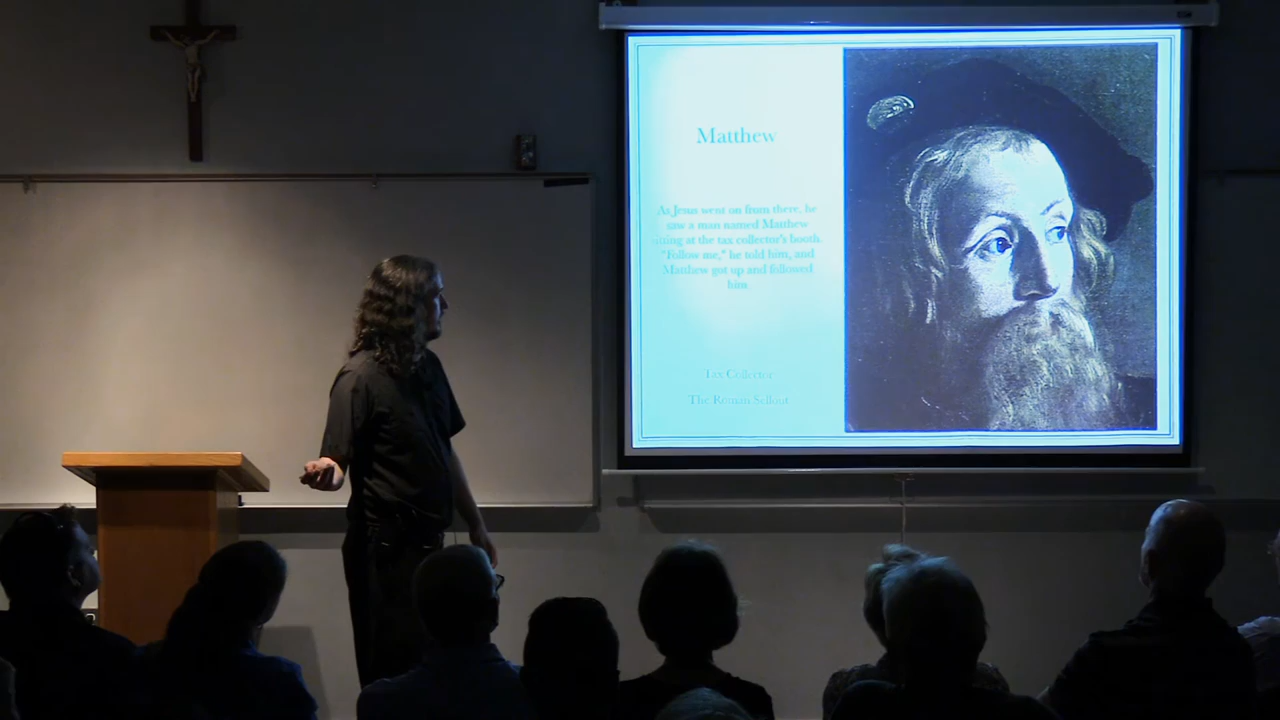 Matthew
As Jesus went on from there, he
saw a man named Matthew
sitting at the tax collector's booth.
"Follow me," he told him, and
Matthew got up and followed
him
Tax Collector
The Roman Sellout